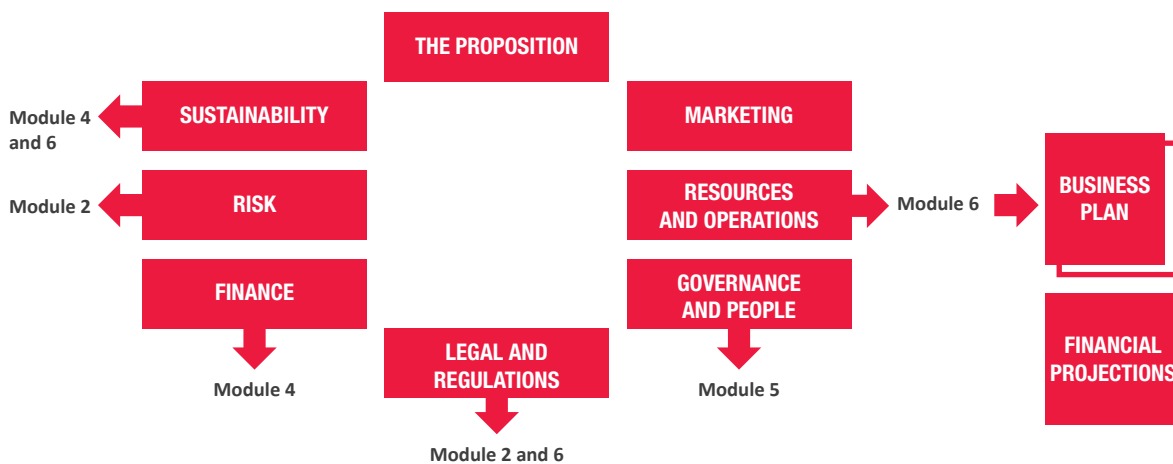 THE PROPOSITION
SUSTAINABILITY
MARKETING
Module 4
and 6
RISK
Module 2
RESOURCES
AND OPERATIONS
Module 6
BUSINESS
PLAN
FINANCE
GOVERNANCE
AND PEOPLE
Module 4
LEGAL AND
REGULATIONS
Module 5
FINANCIAL
PROJECTIONS
Module 2 and 6